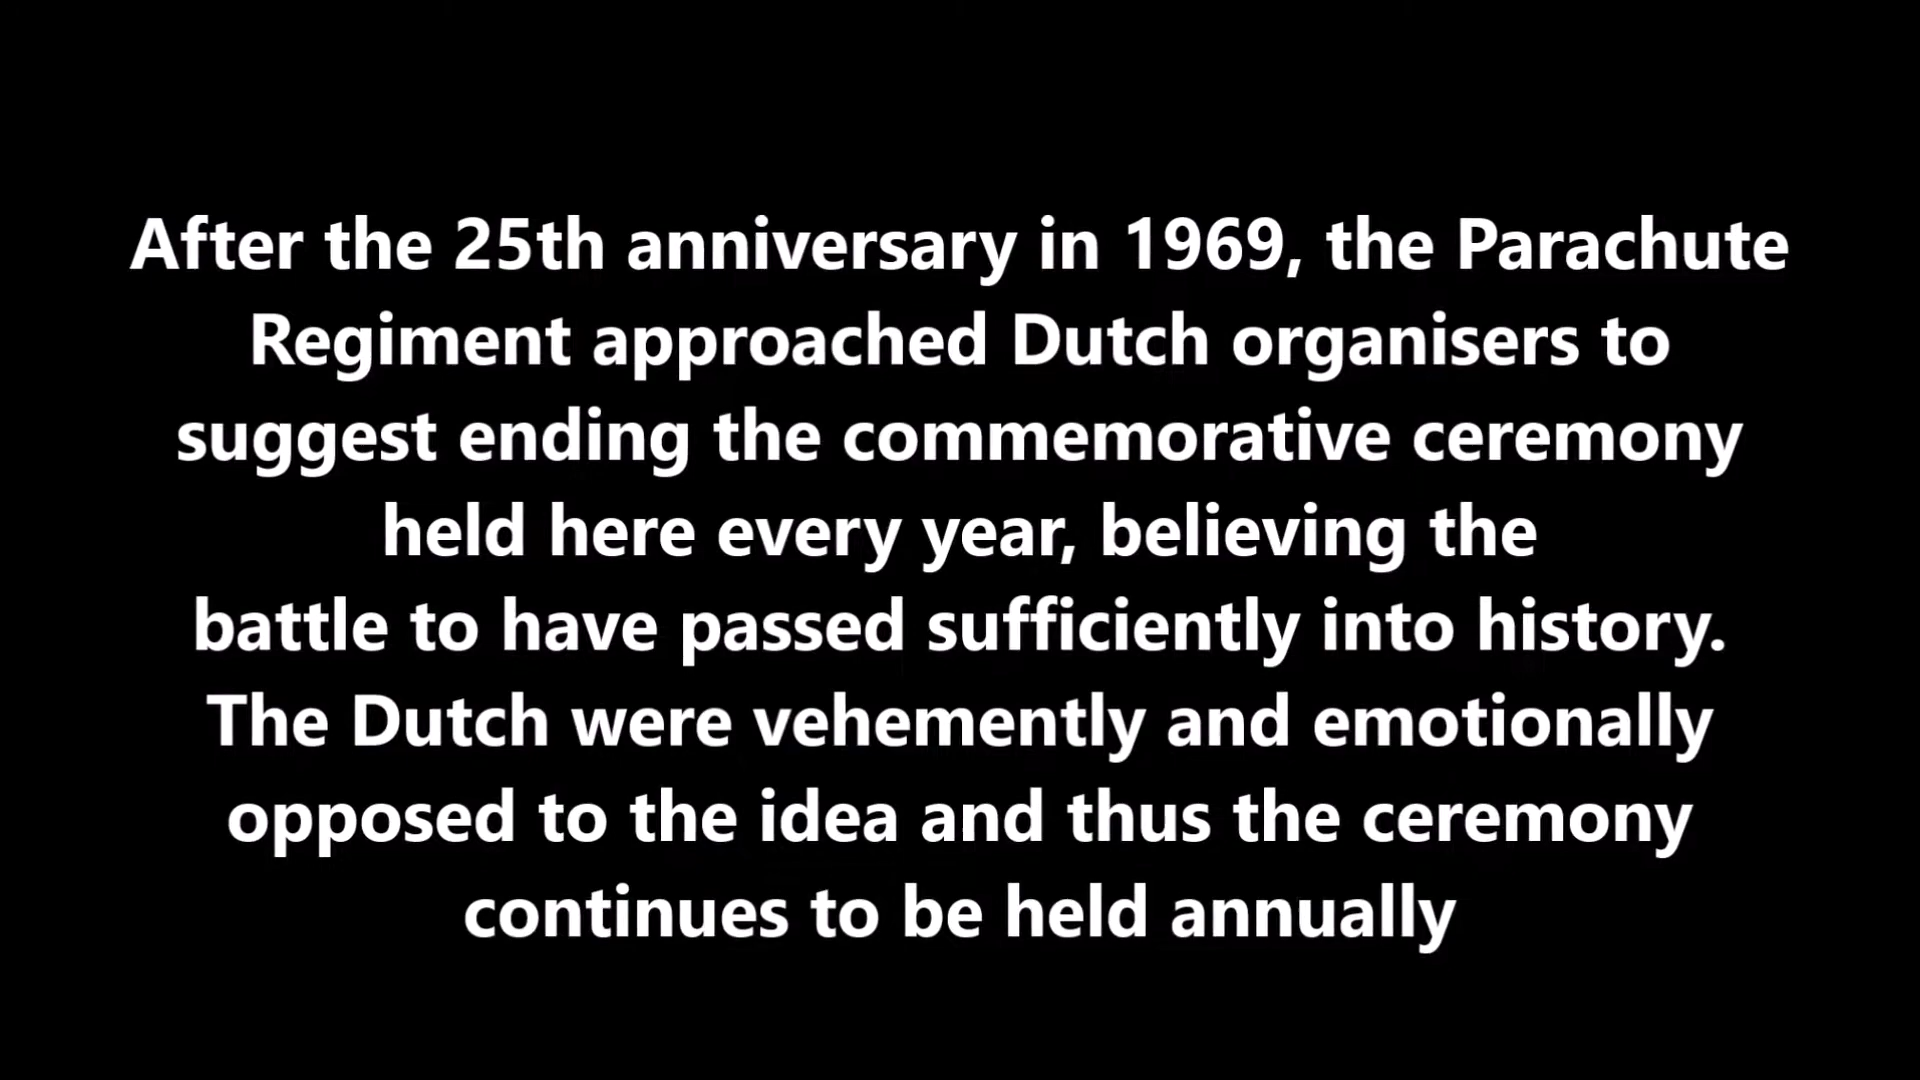 After the 25th anniversary in 1969, the Parachute
Regiment approached Dutch organisers to
suggest ending the commemorative ceremony
held here every year, believing the
battle to have passed sufficiently into history.
The Dutch were vehemently and emotionally
opposed to the idea and thus the ceremony
continues to be held annually